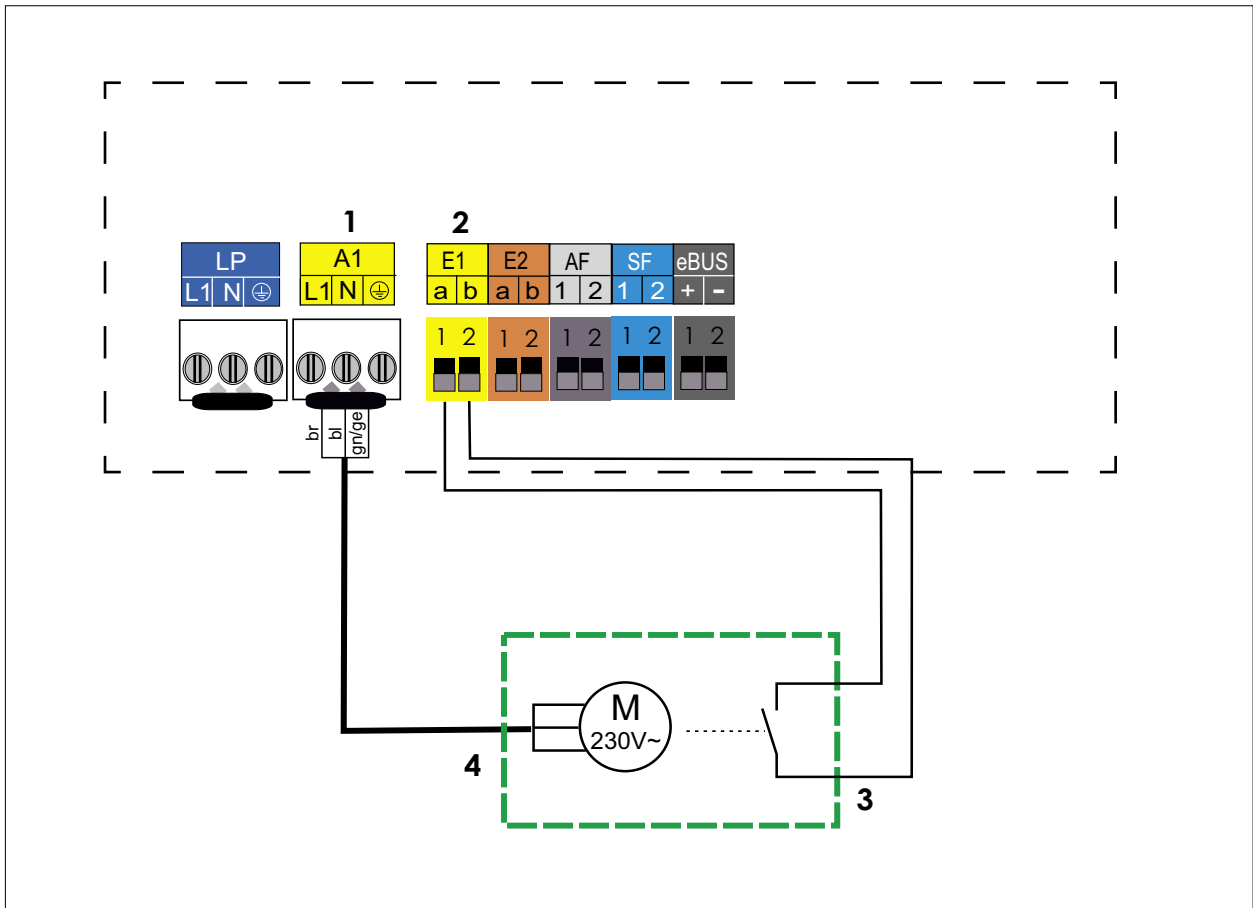 1 2
LP A1 E1 E2 AF SF eBUS
L1 N L1 N a b a b 1 2 1 2 + -
1 2 1 2 1 2 1 2 1 2
br bl gn/ge
M
230V~
4
3